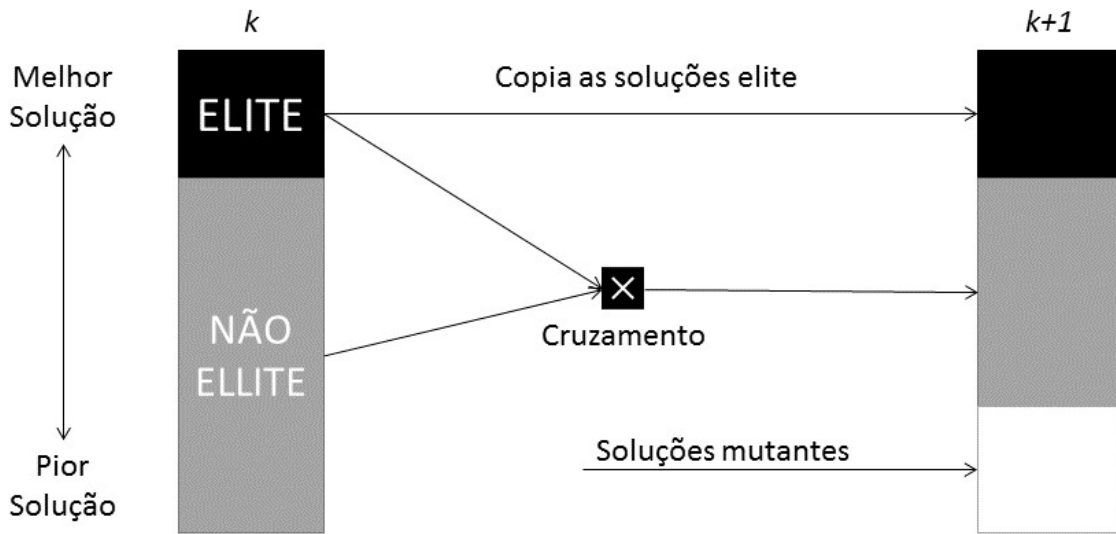 k
k+1
Melhor
Solução
ELITE
Copia as soluções elite
×
Cruzamento
NÃO
ELLITE
Soluções mutantes
Pior
Solução